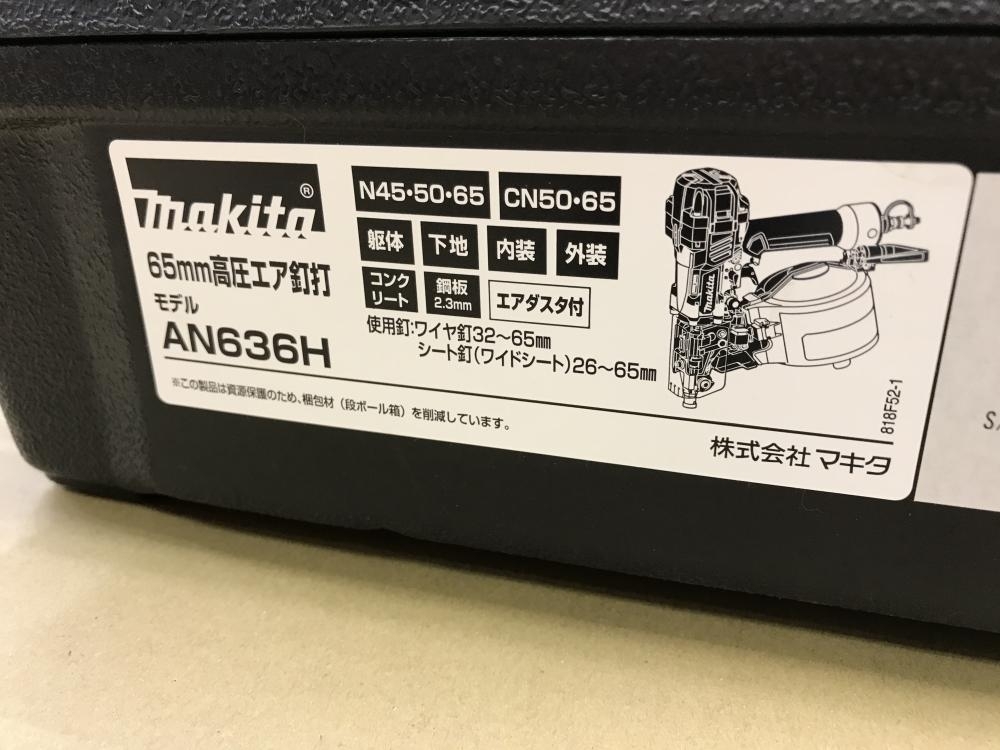 makita®
65mm高圧エア釘打
モデル
AN636H
N45・50・65 CN50・65
躯体 下地 内装 外装
コンクリート 鋼板2.3mm エアダスタ付
使用釘:ワイヤ釘32～65mm
シート釘(ワイドシート)26～65mm
makita
818F52-1
※この製品は資源保護のため、梱包材（段ボール箱）を削減しています。
株式会社マキタ